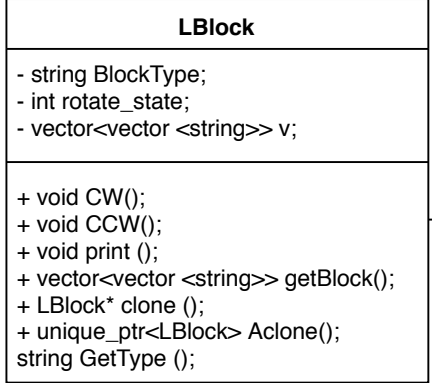 LBlock
- string BlockType;
- int rotate_state;
- vector<vector <string>> v;
+ void CW();
+ void CCW();
+ void print ();
+ vector<vector <string>> getBlock();
+ LBlock* clone ();
+ unique_ptr<LBlock> Aclone();
string GetType ();